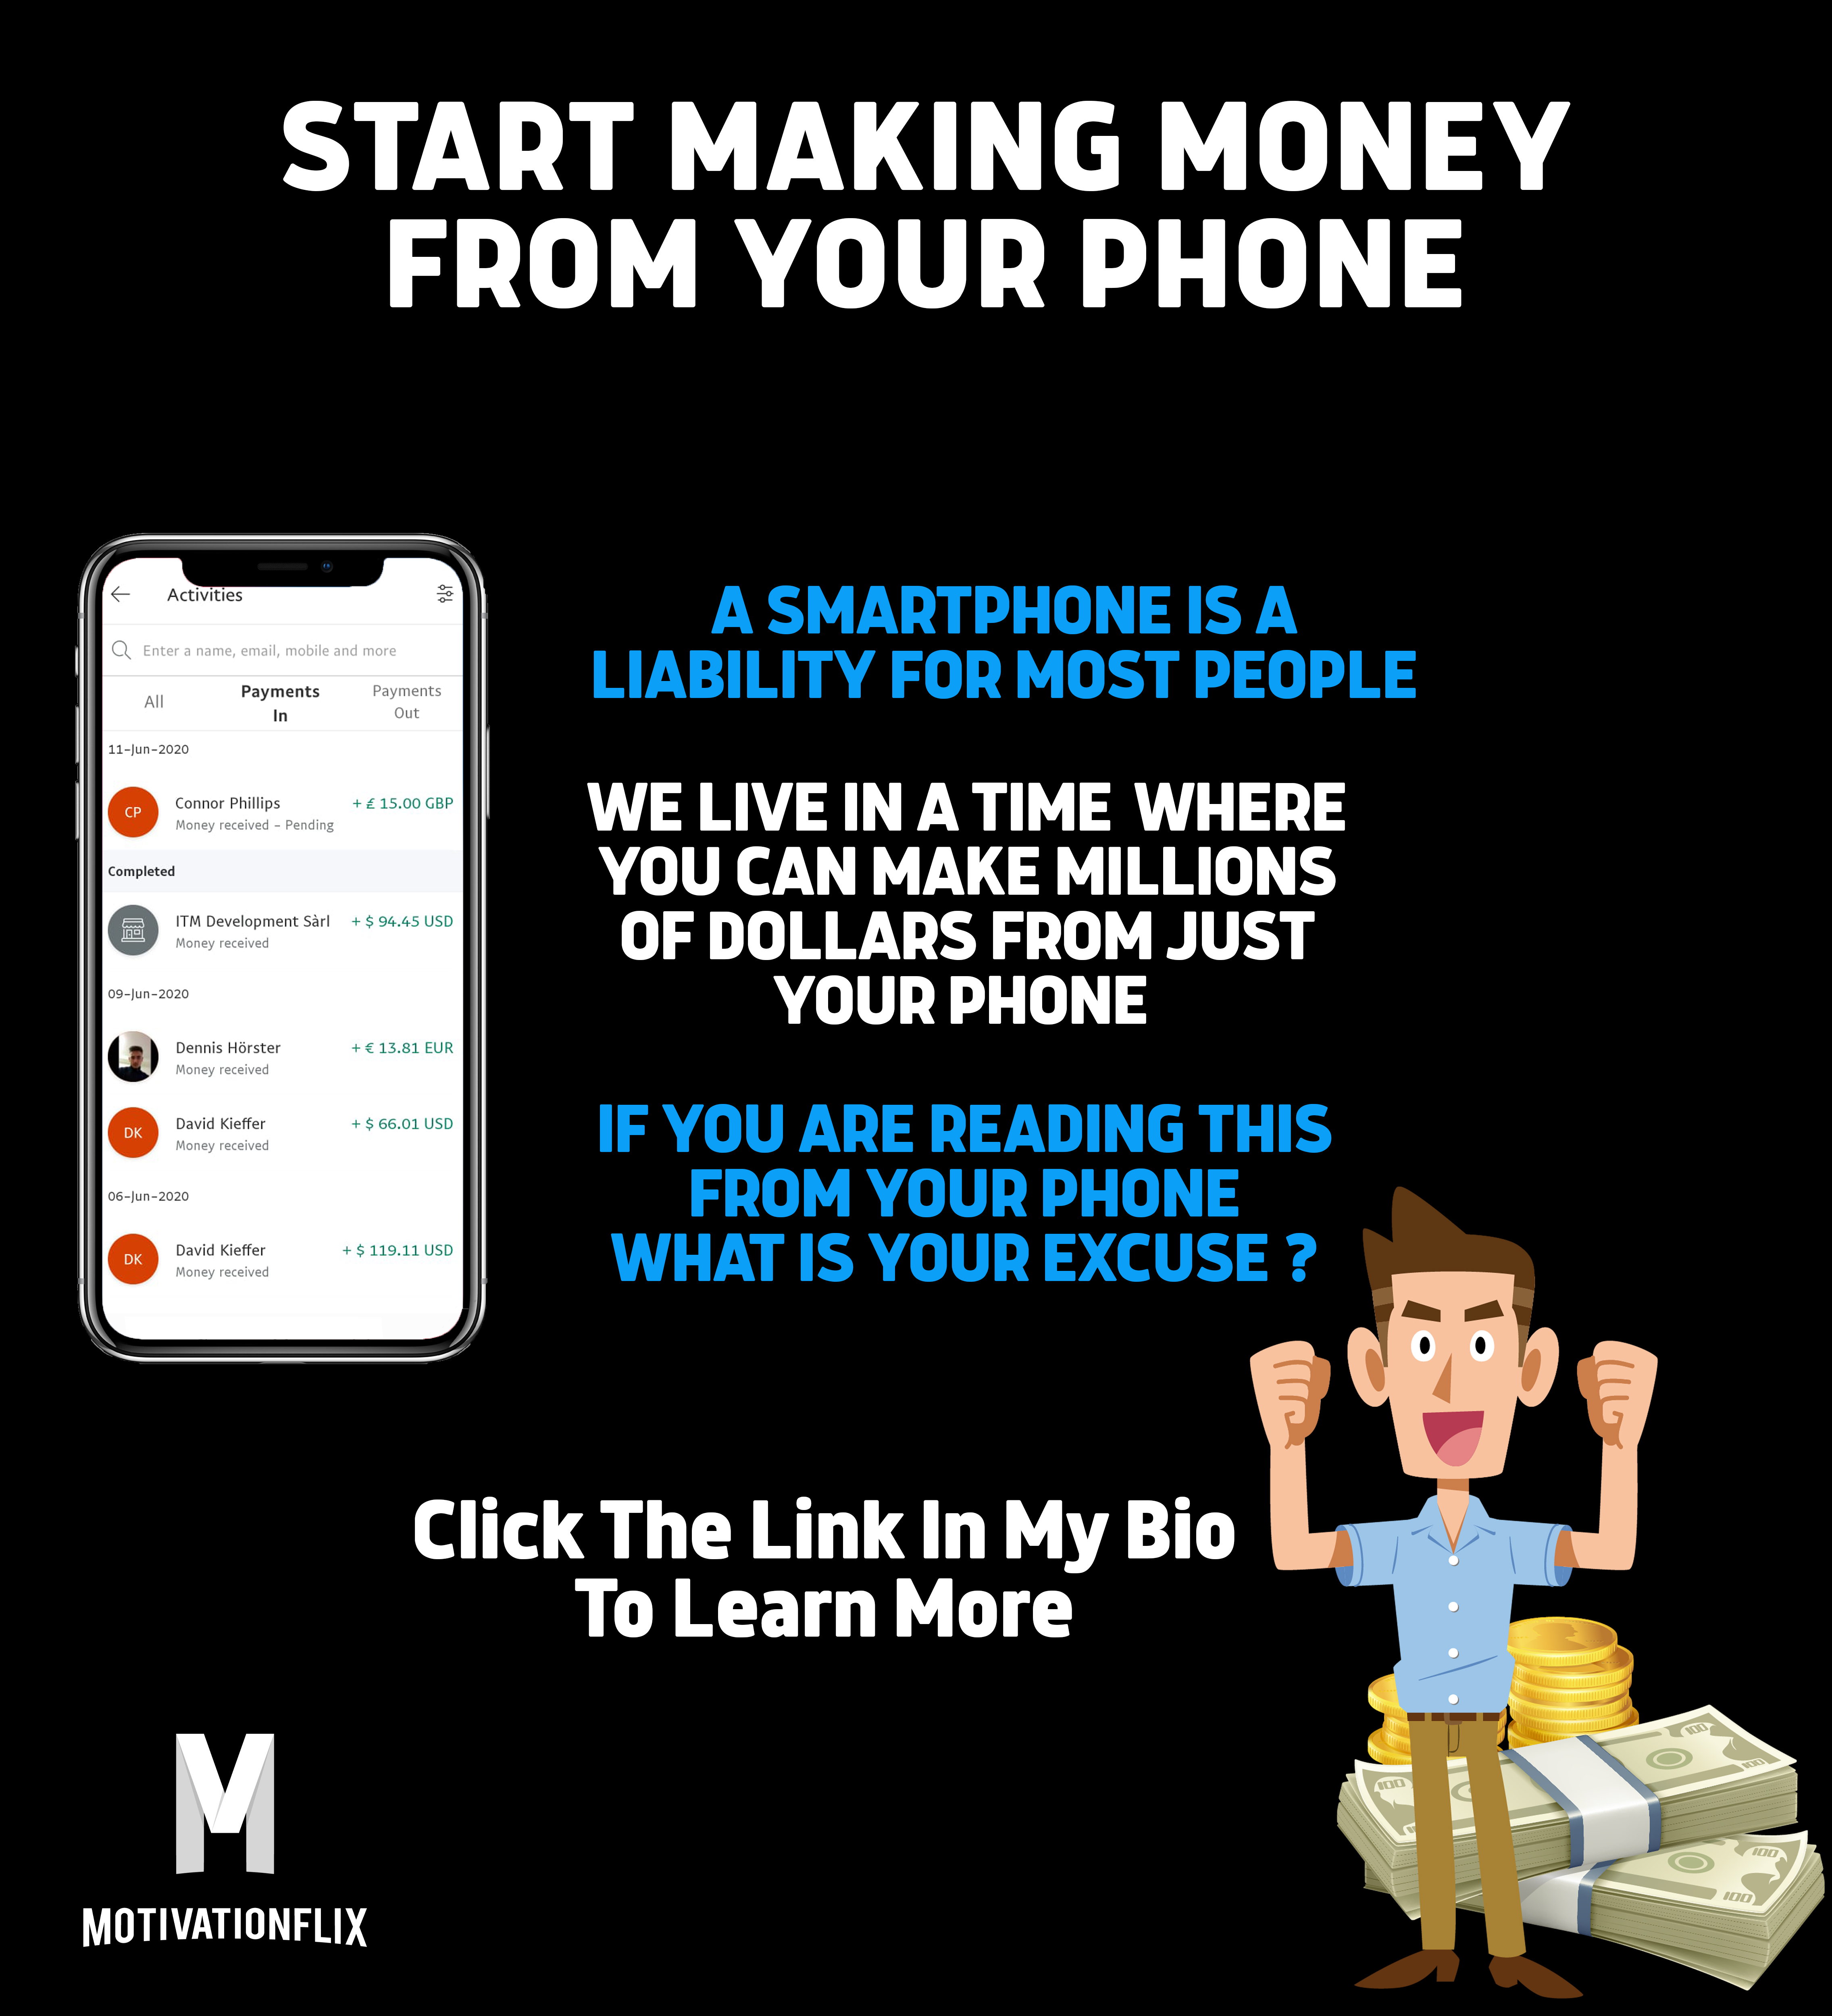 START MAKING MONEY
FROM YOUR PHONE
Activities
Enter a name, email, mobile and more
All
Payments
In
Payments
Out
11-Jun-2020
CP
Connor Phillips
+ £ 15.00 GBP
Money received - Pending
Completed
ITM Development Sàrl
+ $ 94.45 USD
Money received
09-Jun-2020
Dennis Hörster
+ € 13.81 EUR
Money received
DK
David Kieffer
+ $ 66.01 USD
Money received
06-Jun-2020
DK
David Kieffer
+ $ 119.11 USD
Money received
A SMARTPHONE IS A
LIABILITY FOR MOST PEOPLE
WE LIVE IN A TIME WHERE
YOU CAN MAKE MILLIONS
OF DOLLARS FROM JUST
YOUR PHONE
IF YOU ARE READING THIS
FROM YOUR PHONE
WHAT IS YOUR EXCUSE ?
Click The Link In My Bio
To Learn More
100
100
100
100
100
M
MOTIVATIONFLIX